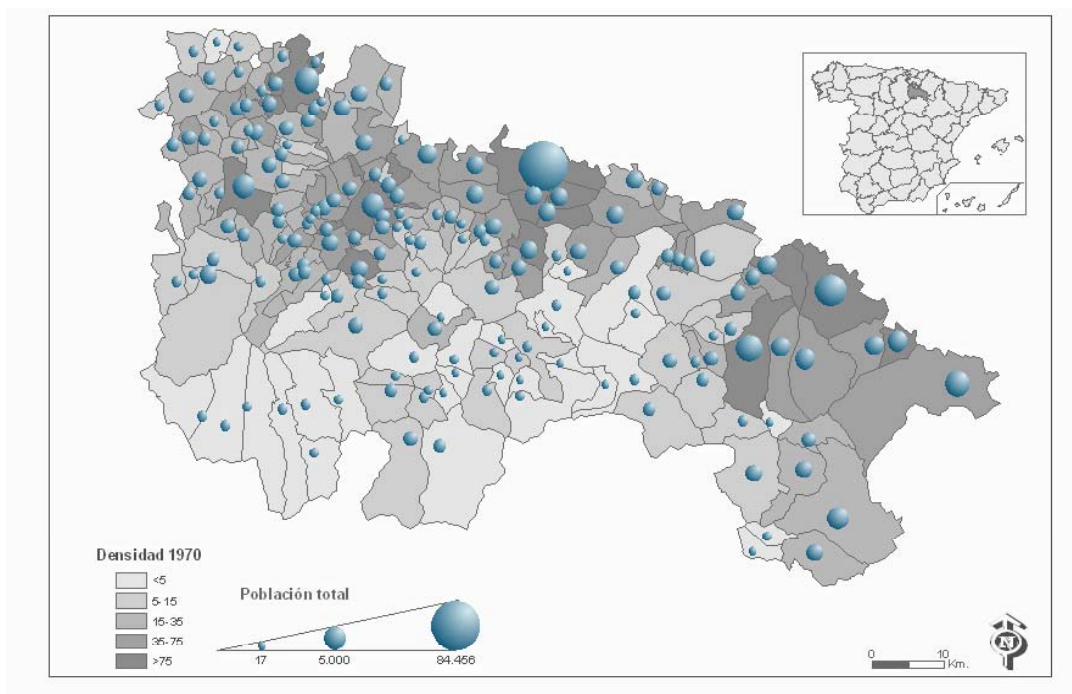 Densidad 1970
<5
5-15
15-35
35-75
>75
Población total
17
5.000
84.456
0
10
Km.
N